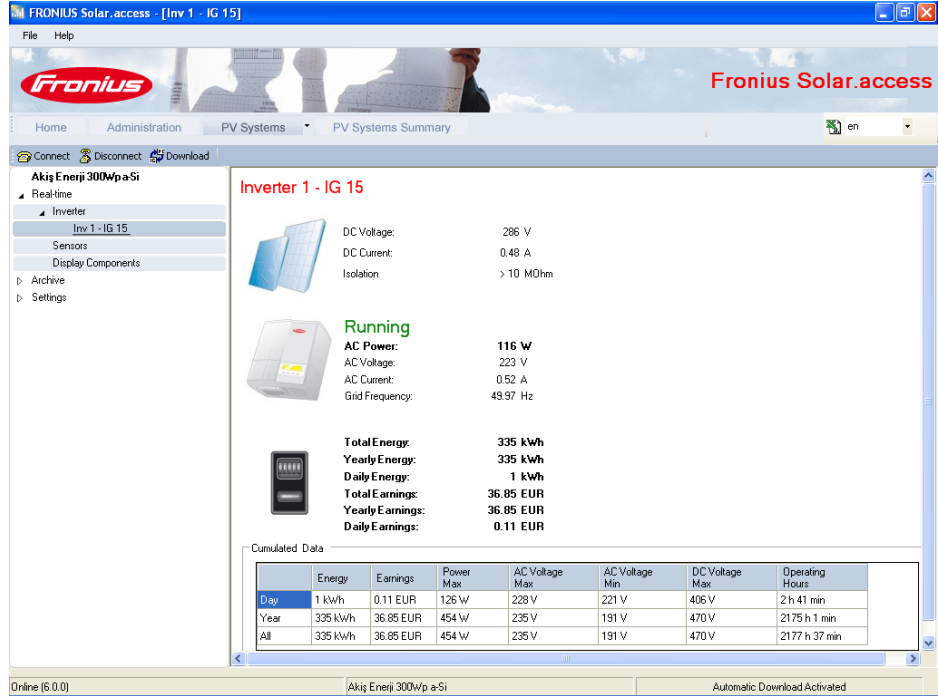 FRONIUS Solar.access - [Inv 1 - IG 15]
File Help
Fronius
Fronius Solar.access
Home Administration PV Systems PV Systems Summary en
Connect Disconnect Download
Akiş Enerji 300Wp a-Si
Real-time
Inverter
Inv 1 - IG 15
Sensors
Display Components
Archive
Settings
Inverter 1 - IG 15
DC Voltage: 286 V
DC Current: 0.48 A
Isolation > 10 MOhm
Running
AC Power: 116 W
AC Voltage: 223 V
AC Current: 0.52 A
Grid Frequency: 49.97 Hz
Total Energy: 335 kWh
Yearly Energy: 335 kWh
Daily Energy: 1 kWh
Total Earnings: 36.85 EUR
Yearly Earnings: 36.85 EUR
Daily Earnings: 0.11 EUR
Cumulated Data
Energy Earnings Power Max AC Voltage Max AC Voltage Min DC Voltage Max Operating Hours
Day 1 kWh 0.11 EUR 126 W 228 V 221 V 406 V 2 h 41 min
Year 335 kWh 36.85 EUR 454 W 235 V 191 V 470 V 2175 h 1 min
All 335 kWh 36.85 EUR 454 W 235 V 191 V 470 V 2177 h 37 min
Online (6.0.0) Akiş Enerji 300Wp a-Si Automatic Download Activated